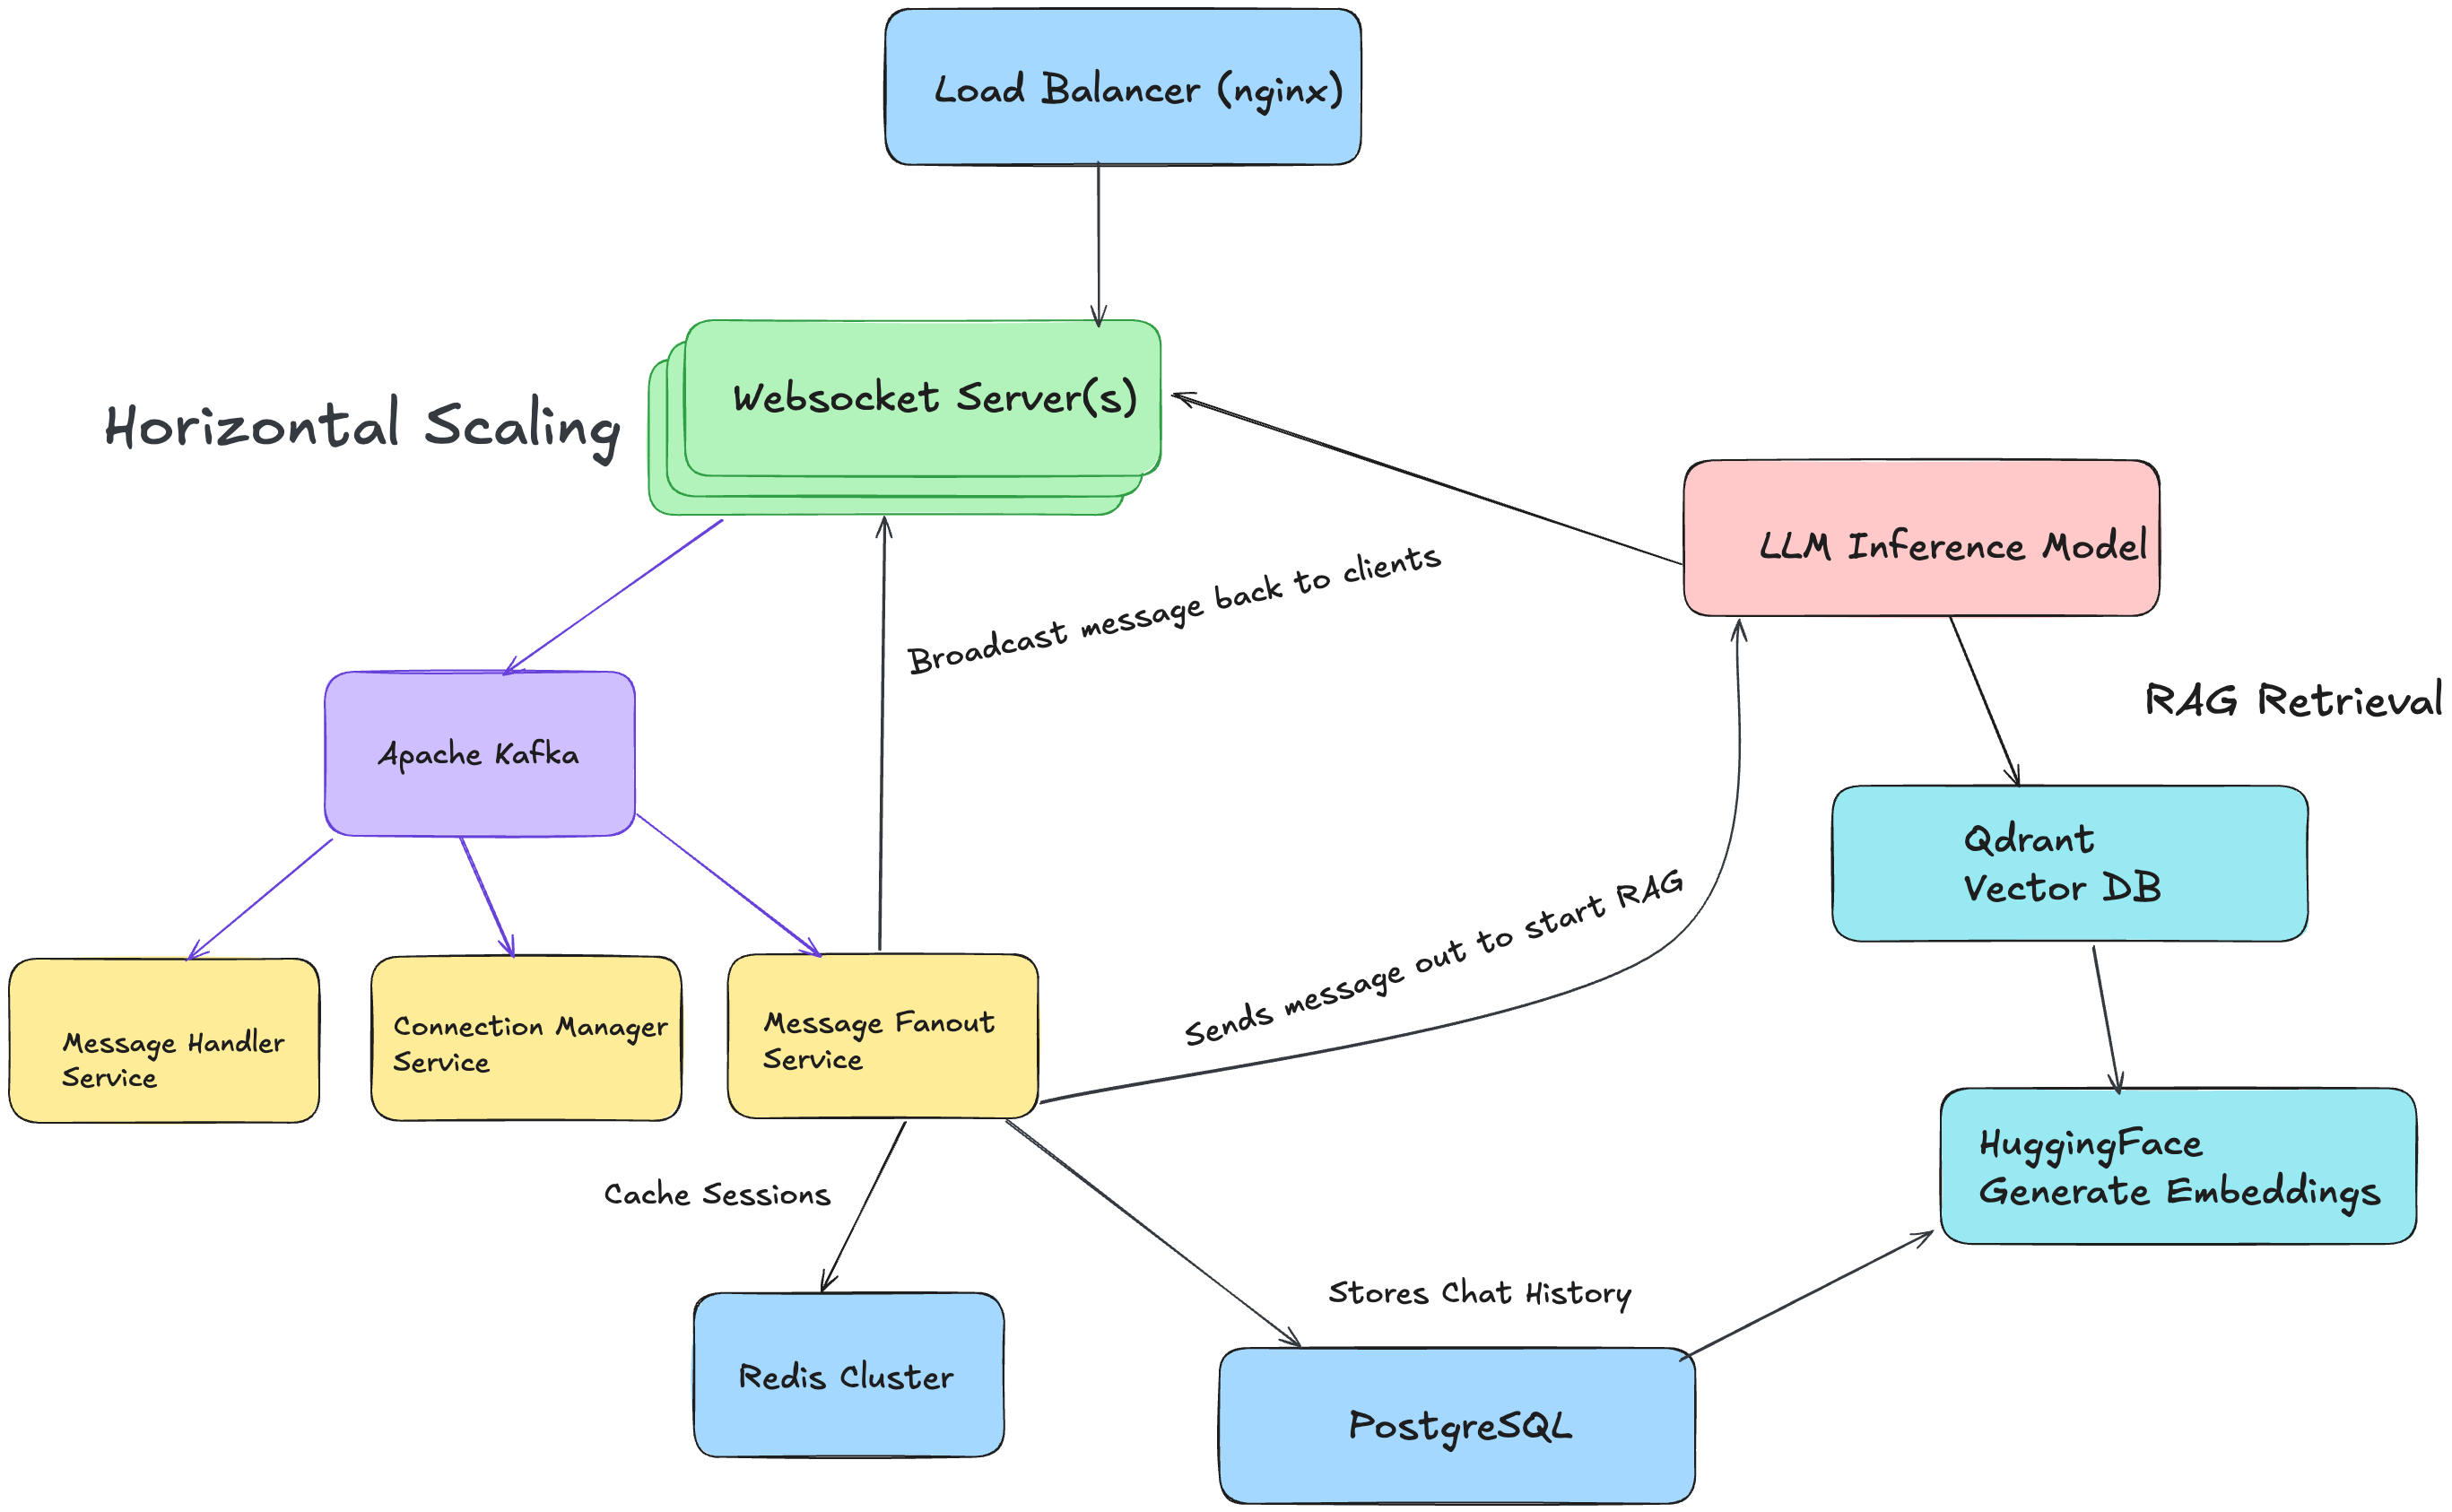 Load Balancer (nginx)
Websocket Server(s)
Horizontal Scaling
LLM Inference Model
Broadcast message back to clients
RAG Retrieval
Apache Kafka
Qdrant
Vector DB
Sends message out to start RAG
Message Handler
Service
Connection Manager
Service
Message Fanout
Service
HuggingFace
Generate Embeddings
Cache Sessions
Stores Chat History
Redis Cluster
PostgreSQL